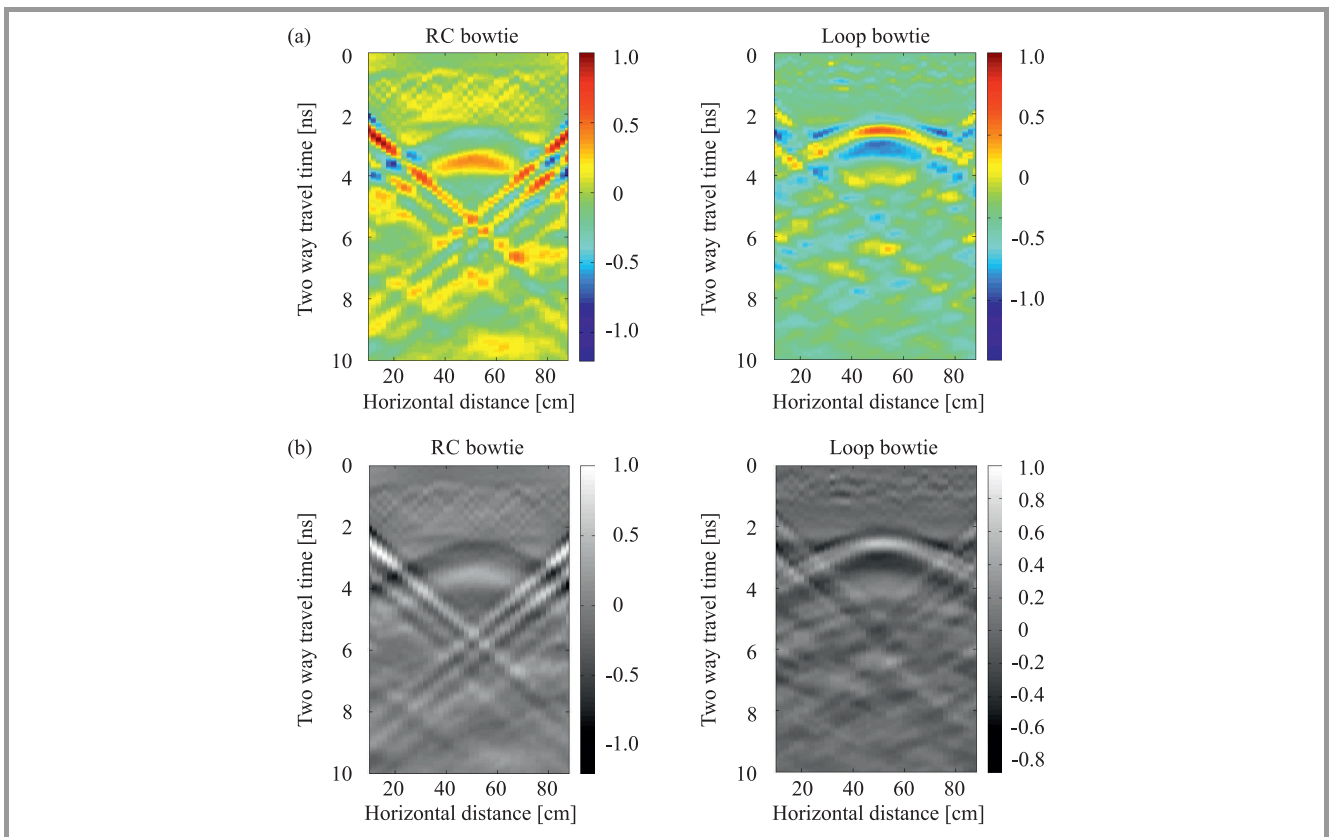 (a)
RC bowtie
Loop bowtie
Two way travel time [ns]
0
2
4
6
8
10
20 40 60 80
Horizontal distance [cm]
1.0
0.5
0
-0.5
-1.0
Two way travel time [ns]
0
2
4
6
8
10
20 40 60 80
Horizontal distance [cm]
1.0
0.5
0
-0.5
-1.0
(b)
RC bowtie
Loop bowtie
Two way travel time [ns]
0
2
4
6
8
10
20 40 60 80
Horizontal distance [cm]
1.0
0.5
0
-0.5
-1.0
Two way travel time [ns]
0
2
4
6
8
10
20 40 60 80
Horizontal distance [cm]
1.0
0.8
0.6
0.4
0.2
0
-0.2
-0.4
-0.6
-0.8